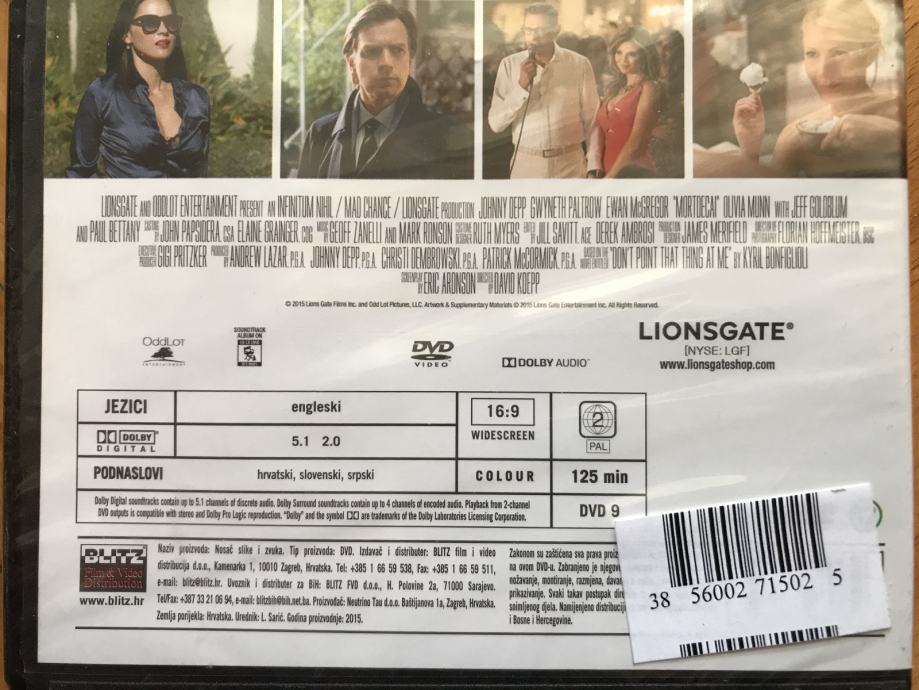 LIONSGATE AND ODDLOT ENTERTAINMENT PRESENT AN INFINITUM NIHIL / MAD CHANCE / LIONSGATE PRODUCTION JOHNNY DEPP GWYNETH PALTROW EWAN McGREGOR "MORTDECAI" OLIVIA MUNN WITH JEFF GOLDBLUM
AND PAUL BETTANY CASTING BY JOHN PAPSIDERA, CSA ELAINE GRAINGER, CDG MUSIC BY GEOFF ZANELLI AND MARK RONSON COSTUME DESIGNER RUTH MYERS EDITED BY JILL SAVITT, ACE DEREK AMBROSI PRODUCTION DESIGNER JAMES MERIFIELD DIRECTOR OF PHOTOGRAPHY FLORIAN HOFFMEISTER, BSC
EXECUTIVE PRODUCER GIGI PRITZKER PRODUCED BY ANDREW LAZAR, P.G.A. JOHNNY DEPP, P.G.A. CHRISTI DEMBROWSKI, P.G.A. PATRICK McCORMICK, P.G.A. BASED ON THE NOVEL ENTITLED "DON'T POINT THAT THING AT ME" BY KYRIL BONFIGLIOLI
SCREENPLAY BY ERIC ARONSON DIRECTED BY DAVID KOEPP
© 2015 Lions Gate Films Inc. and Odd Lot Pictures, LLC. Artwork & Supplementary Materials © 2015 Lions Gate Entertainment Inc. All Rights Reserved.
OddLot
ENTERTAINMENT
SOUNDTRACK
ALBUM ON
DVD
VIDEO
DOLBY AUDIO™
LIONSGATE®
[NYSE: LGF]
www.lionsgateshop.com
JEZICI engleski
16:9
WIDESCREEN
2
PAL
DOLBY
DIGITAL
5.1 2.0
PODNASLOVI hrvatski, slovenski, srpski COLOUR 125 min
Dolby Digital soundtracks contain up to 5.1 channels of discrete audio. Dolby Surround soundtracks contain up to 4 channels of encoded audio. Playback from 2-channel
DVD outputs is compatible with stereo and Dolby Pro Logic reproduction. "Dolby" and the symbol are trademarks of the Dolby Laboratories Licensing Corporation.
DVD 9
BLITZ
Film & Video
Distribution
www.blitz.hr
Naziv proizvoda: Nosač slike i zvuka. Tip proizvoda: DVD. Izdavač i distributer: BLITZ film i video
distribucija d.o.o., Kamenarka 1, 10010 Zagreb, Hrvatska. Tel: +385 1 66 59 538, Fax: +385 1 66 59 511,
e-mail: blitz@blitz.hr. Uvoznik i distributer za BiH: BLITZ FVD d.o.o., H. Polovine 2a, 71000 Sarajevo.
Tel/Fax: +387 33 21 06 94, e-mail: blitzbih@bih.net.ba. Proizvođač: Neutrino Tau d.o.o. Baštijanova 1a, Zagreb, Hrvatska.
Zemlja porijekla: Hrvatska. Urednik: L. Sarić. Godina proizvodnje: 2015.
Zakonom su zaštićena sva prava proiz
na ovom DVD-u. Zabranjeno je njegov
nožavanje, montiranje, razmjena, davan
prikazivanje. Svaki takav postupak dire
snimljenog djela. Namijenjeno distribucij
i Bosne i Hercegovine.
38 56002 71502 5